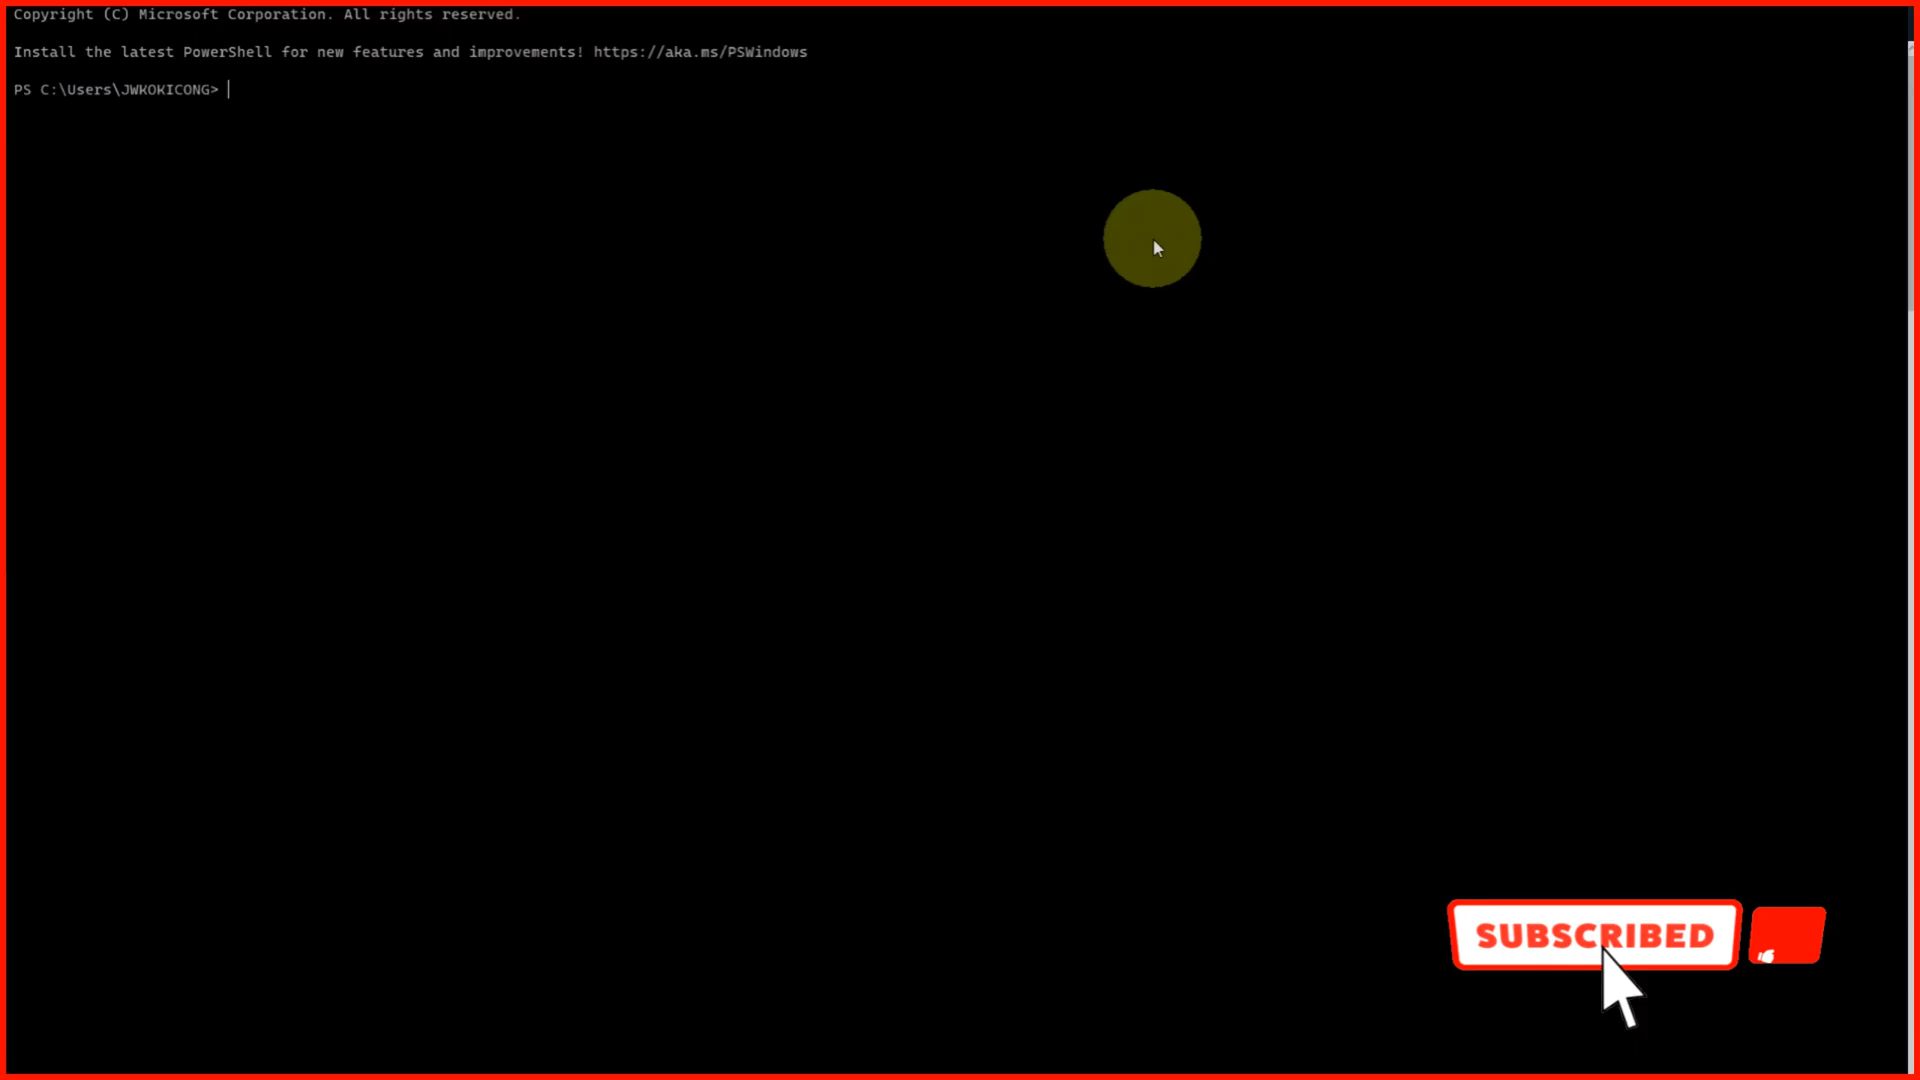 Copyright (C) Microsoft Corporation. All rights reserved.
Install the latest PowerShell for new features and improvements! https://aka.ms/PSWindows
PS C:\Users\JWKOKICONG>
SUBSCRIBED